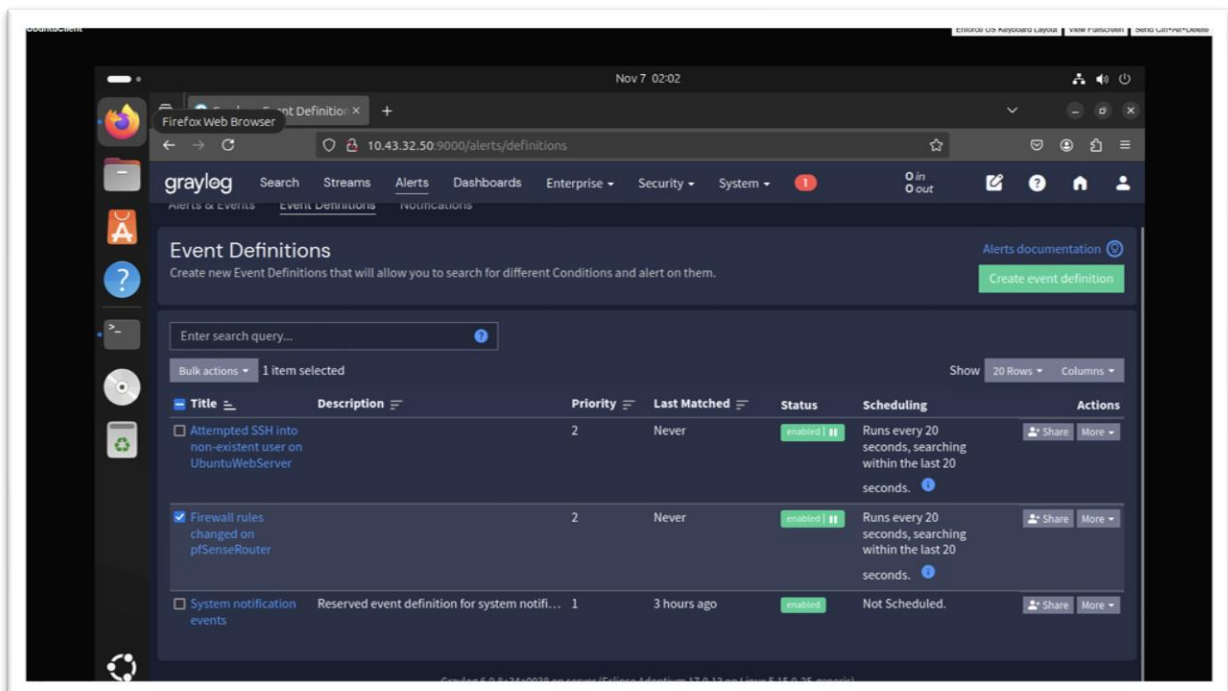 UbuntuClient
Enforce US Keyboard Layout View Fullscreen Send Ctrl+Alt+Delete
Nov 7 02:02
Event Definition ×
Firefox Web Browser
10.43.32.50:9000/alerts/definitions
graylog Search Streams Alerts Dashboards Enterprise Security System 1 0 in
0 out
Alerts & Events Event Definitions Notifications
Event Definitions
Alerts documentation
Create new Event Definitions that will allow you to search for different Conditions and alert on them.
Create event definition
Enter search query...
Bulk actions 1 item selected
Show 20 Rows Columns
Title Description Priority Last Matched Status Scheduling Actions
Attempted SSH into 2 Never enabled Runs every 20 Share More
non-existent user on seconds, searching
UbuntuWebServer within the last 20
seconds.
Firewall rules 2 Never enabled Runs every 20 Share More
changed on seconds, searching
pfSenseRouter within the last 20
seconds.
System notification Reserved event definition for system notifi... 1 3 hours ago enabled Not Scheduled. Share More
events